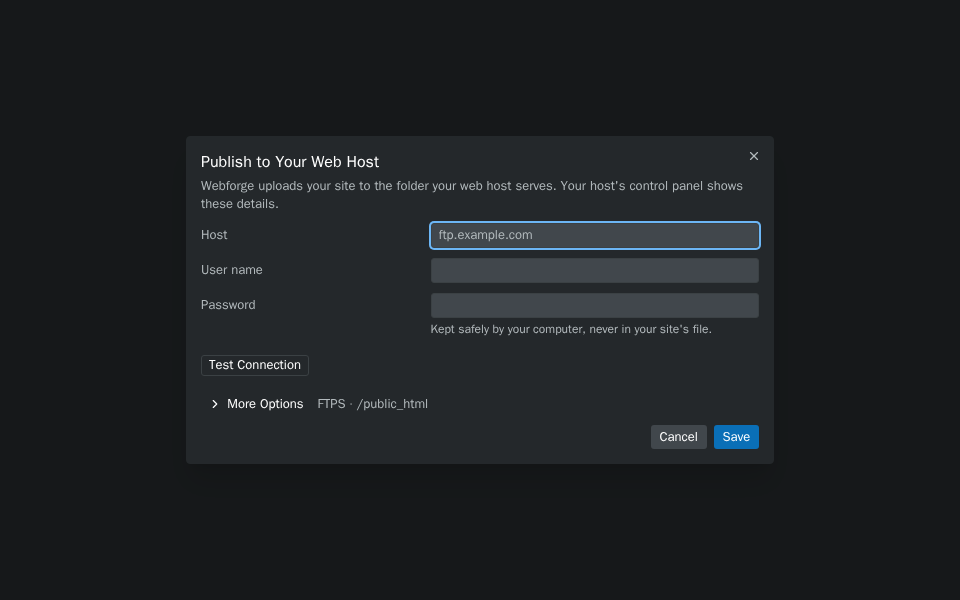 Publish to Your Web Host
Webforge uploads your site to the folder your web host serves. Your host's control panel shows
these details.
Host
ftp.example.com
User name
Password
Kept safely by your computer, never in your site's file.
Test Connection
More Options FTPS · /public_html
Cancel Save